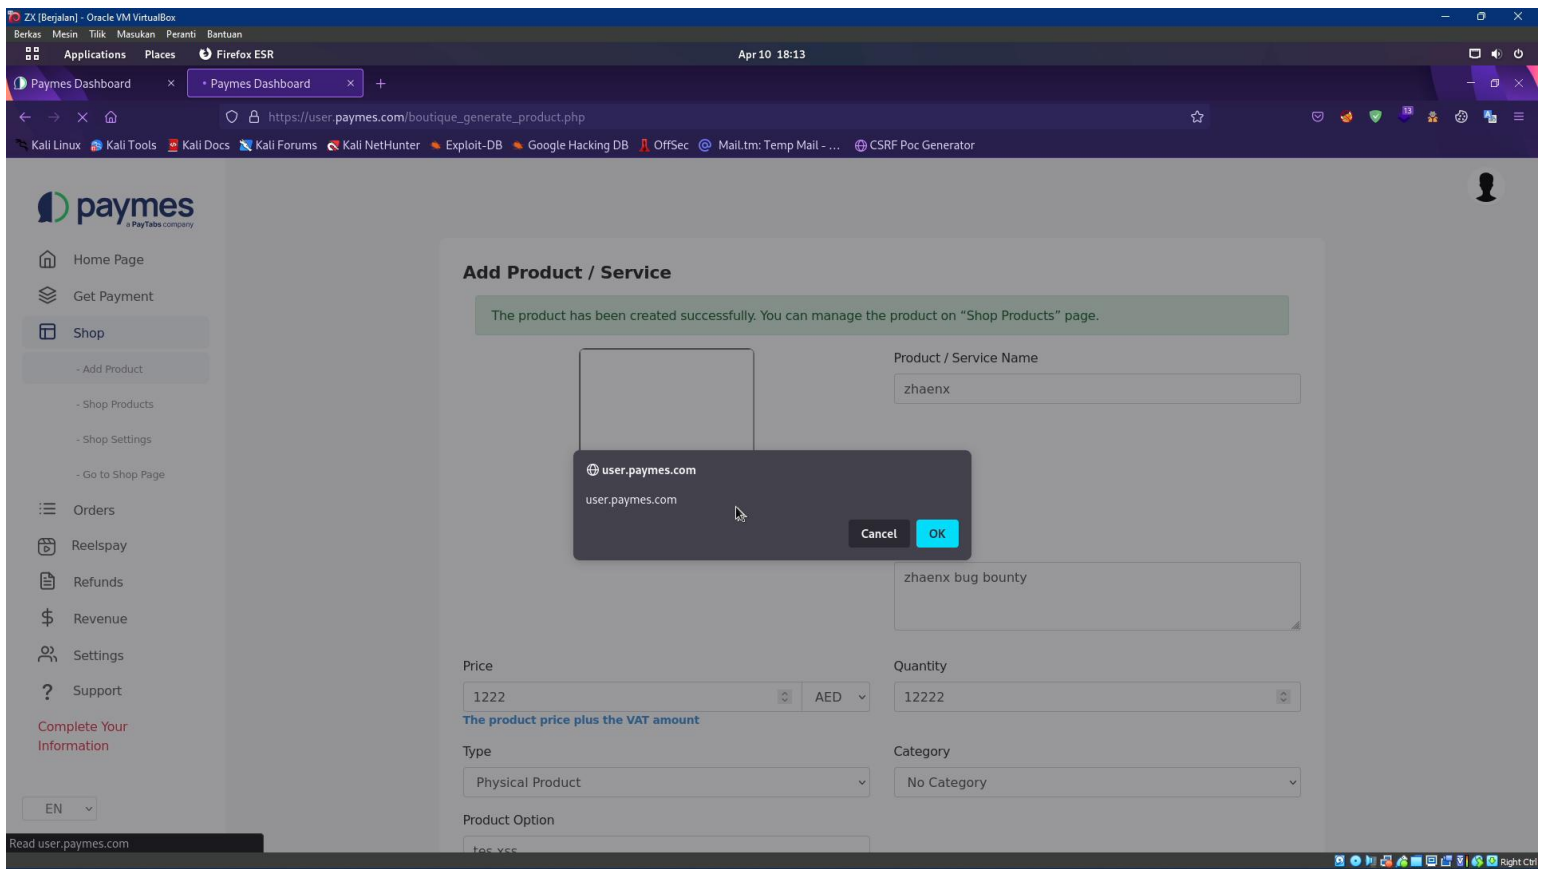 ZX [Berjalan] - Oracle VM VirtualBox
Berkas Mesin Tilik Masukan Peranti Bantuan
Applications Places Firefox ESR Apr 10 18:13
Paymes Dashboard Paymes Dashboard
https://user.paymes.com/boutique_generate_product.php
13
Kali Linux Kali Tools Kali Docs Kali Forums Kali NetHunter Exploit-DB Google Hacking DB OffSec Mail.tm: Temp Mail - ... CSRF Poc Generator
paymes
a PayTabs company
Home Page
Get Payment
Shop
- Add Product
- Shop Products
- Shop Settings
- Go to Shop Page
Orders
Reelspay
Refunds
Revenue
Settings
Support
Complete Your
Information
EN
Add Product / Service
The product has been created successfully. You can manage the product on “Shop Products” page.
Product / Service Name
zhaenx
user.paymes.com
user.paymes.com
Cancel OK
zhaenx bug bounty
Price Quantity
1222 AED 12222
The product price plus the VAT amount
Type Category
Physical Product No Category
Product Option
tes xss
Read user.paymes.com
Right Ctrl